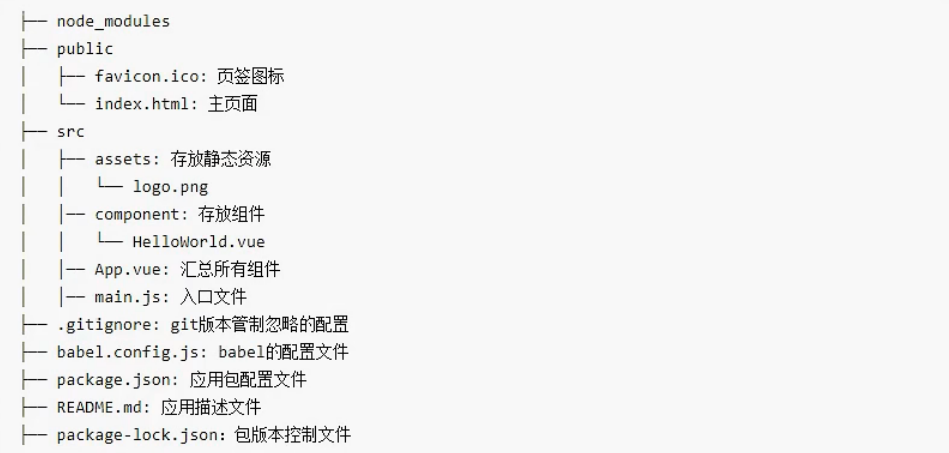 ├── node_modules
├── public
│   ├── favicon.ico: 页签图标
│   └── index.html: 主页面
├── src
│   ├── assets: 存放静态资源
│   │   └── logo.png
│   │── component: 存放组件
│   │   └── HelloWorld.vue
│   │── App.vue: 汇总所有组件
│   │── main.js: 入口文件
├── .gitignore: git版本管制忽略的配置
├── babel.config.js: babel的配置文件
├── package.json: 应用包配置文件
├── README.md: 应用描述文件
├── package-lock.json：包版本控制文件